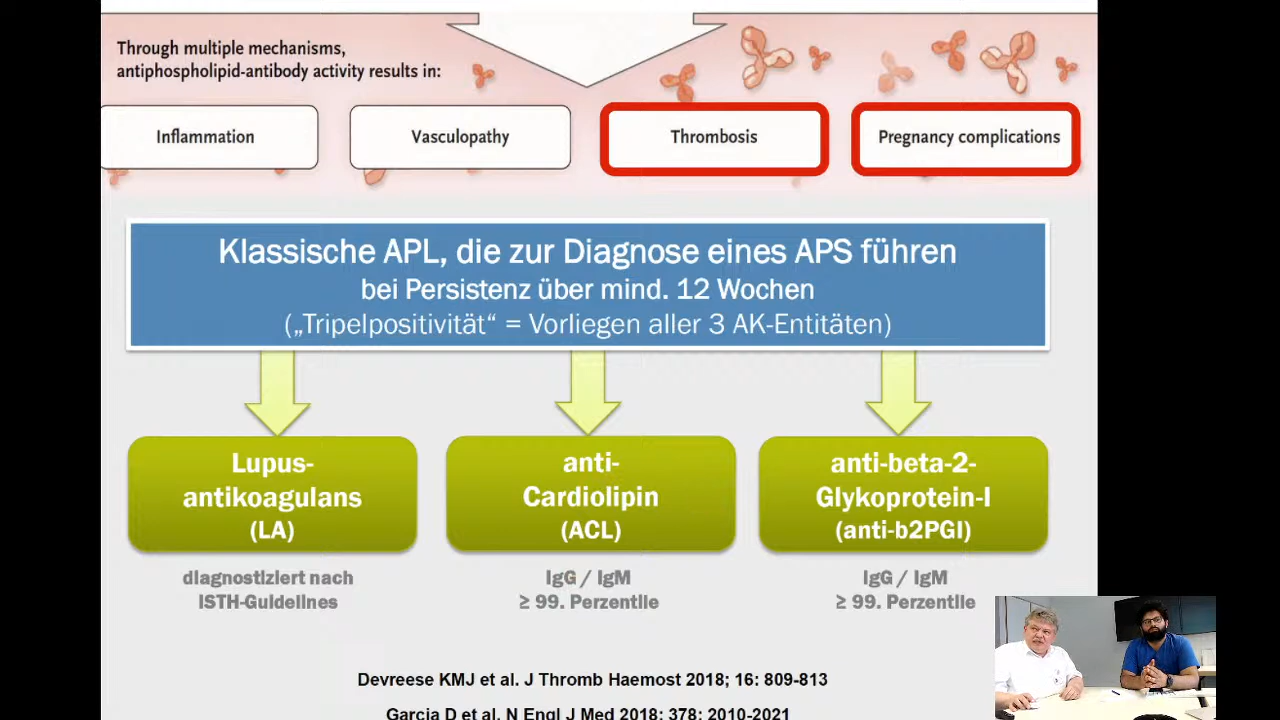 Through multiple mechanisms,
antiphospholipid-antibody activity results in:
Inflammation
Vasculopathy
Thrombosis
Pregnancy complications
Klassische APL, die zur Diagnose eines APS führen
bei Persistenz über mind. 12 Wochen
(„Tripelpositivität“ = Vorliegen aller 3 AK-Entitäten)
Lupus-
antikoagulans
(LA)
anti-
Cardiolipin
(ACL)
anti-beta-2-
Glykoprotein-I
(anti-b2PGI)
diagnostiziert nach
ISTH-Guidelines
IgG / IgM
≥ 99. Perzentile
IgG / IgM
≥ 99. Perzentile
Devreese KMJ et al. J Thromb Haemost 2018; 16: 809-813
Garcia D et al. N Engl J Med 2018; 378: 2010-2021